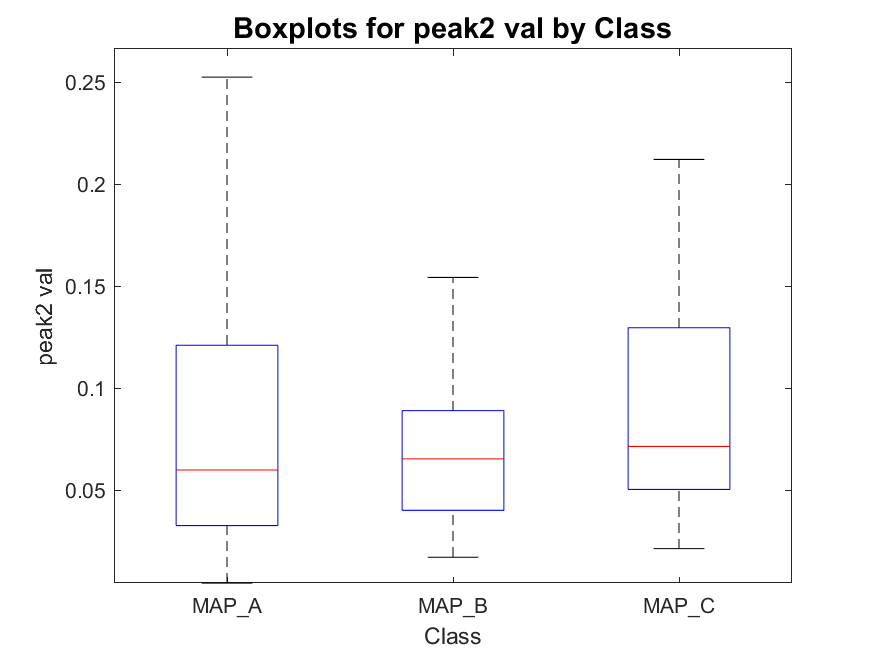 Boxplots for peak2 val by Class
0.25
0.2
0.15
0.1
0.05
peak2 val
MAP_A MAP_B MAP_C
Class